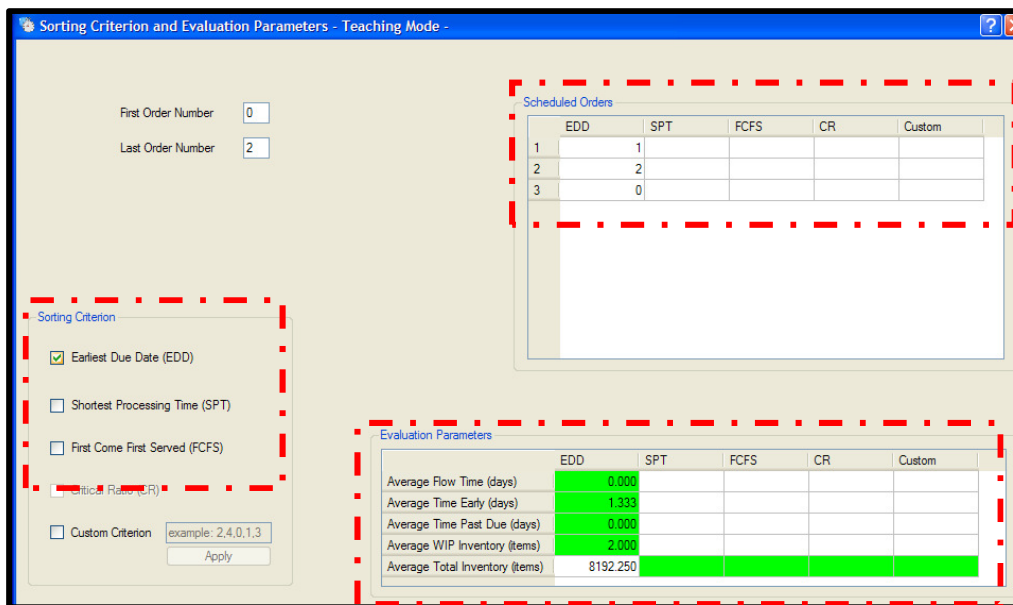 Sorting Criterion and Evaluation Parameters - Teaching Mode -
First Order Number 0
Last Order Number 2
Scheduled Orders
EDD SPT FCFS CR Custom
1 1
2 2
3 0
Sorting Criterion
Earliest Due Date (EDD)
Shortest Processing Time (SPT)
First Come First Served (FCFS)
Critical Ratio (CR)
Custom Criterion example: 2,4,0,1,3
Apply
Evaluation Parameters
EDD SPT FCFS CR Custom
Average Flow Time (days) 0.000
Average Time Early (days) 1.333
Average Time Past Due (days) 0.000
Average WIP Inventory (items) 2.000
Average Total Inventory (items) 8192.250